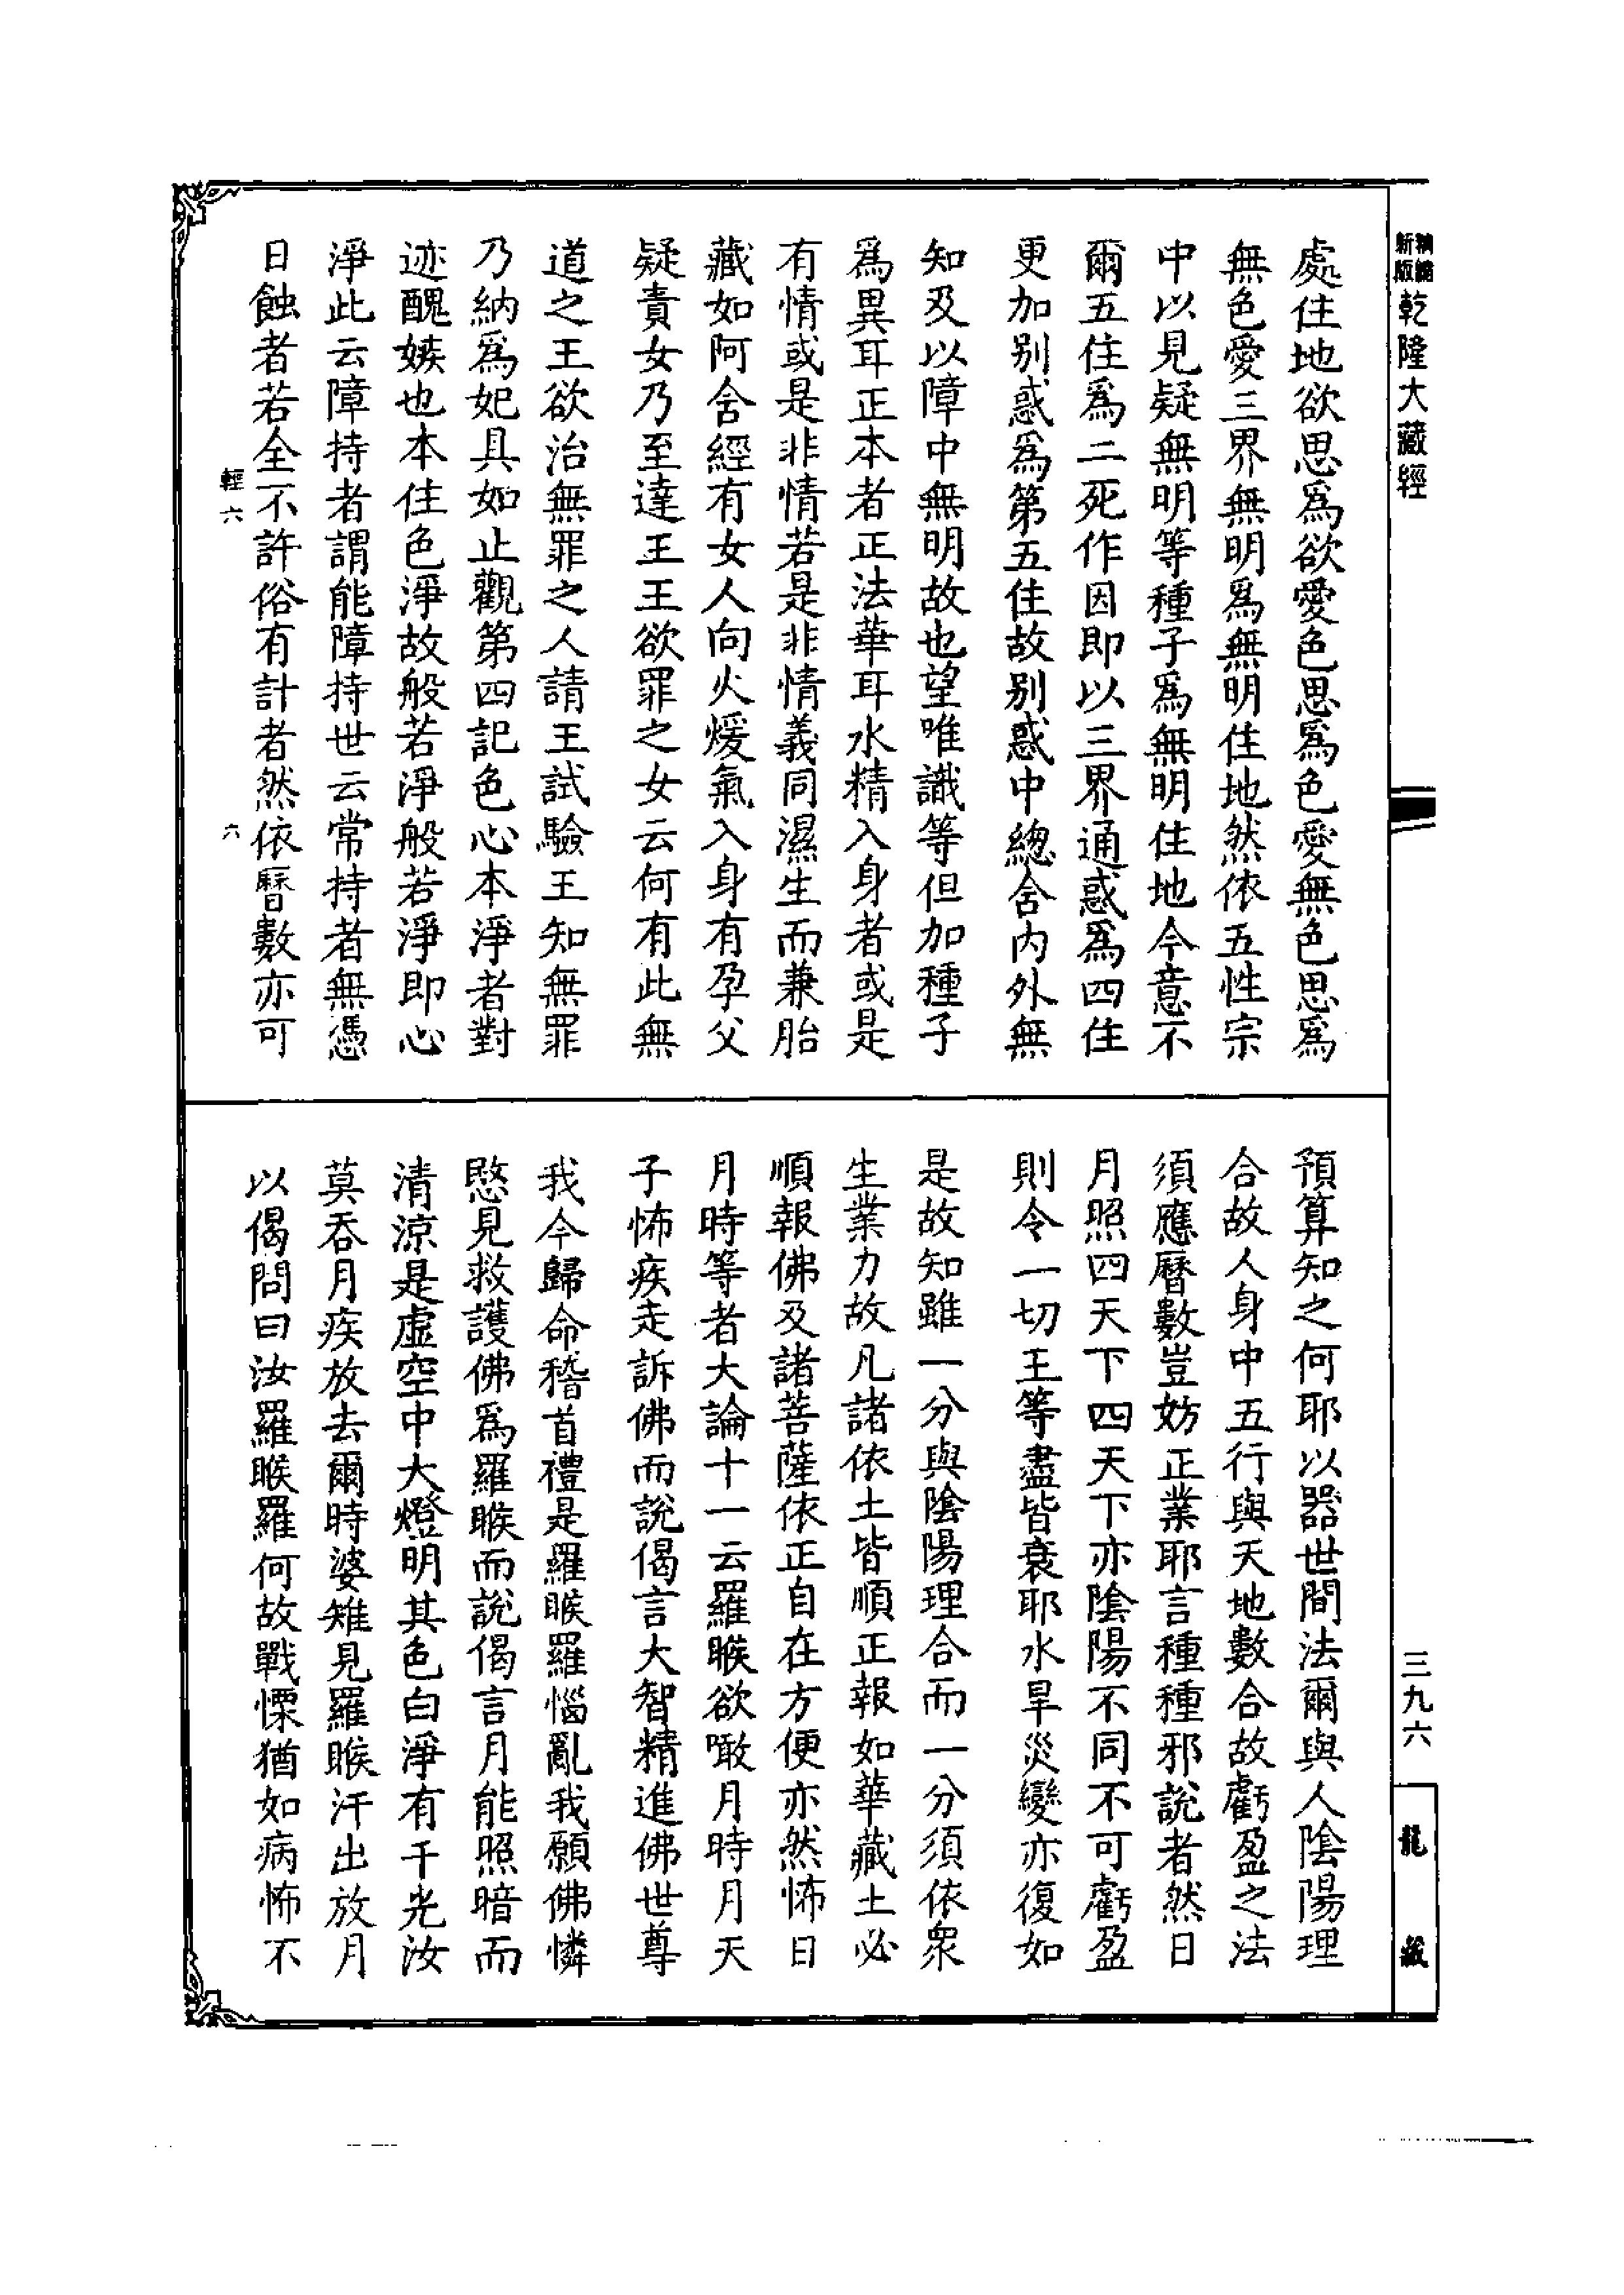 精縮
新版
乾隆大藏經
處住地欲思爲欲愛色思爲色愛無色思爲
無色愛三界無明爲無明住地然依五性宗
中以見疑無明等種子爲無明住地今意不
爾五住爲二死作因即以三界通惑爲四住
更加別惑爲第五住故別惑中總含內外無
知及以障中無明故也望唯識等但加種子
爲異耳正本者正法華耳水精入身者或是
有情或是非情若是非情義同濕生而兼胎
藏如阿含經有女人向火煖氣入身有孕父
疑責女乃至達王王欲罪之女云何有此無
道之王欲治無罪之人請王試驗王知無罪
乃納爲妃具如止觀第四記色心本淨者對
迹醜嫉也本住色淨故般若淨般若淨即心
淨此云障持者謂能障持世云常持者無憑
日蝕者若全不許俗有計者然依曆數亦可
輕六
六
預算知之何耶以器世間法爾與人陰陽理
合故人身中五行與天地數合故虧盈之法
須應曆數豈妨正業耶言種種邪說者然日
月照四天下四天下亦陰陽不同不可虧盈
則令一切王等盡皆衰耶水旱災變亦復如
是故知雖一分與陰陽理合而一分須依衆
生業力故凡諸依土皆順正報如華藏土必
順報佛及諸菩薩依正自在方便亦然怖日
月時等者大論十一云羅睺欲噉月時月天
子怖疾走訴佛而說偈言大智精進佛世尊
我今歸命稽首禮是羅睺羅惱亂我願佛憐
愍見救護佛爲羅睺而說偈言月能照暗而
清涼是虛空中大燈明其色白淨有千光汝
莫吞月疾放去爾時婆雉見羅睺汗出放月
以偈問曰汝羅睺羅何故戰慄猶如病怖不
三九六
龍藏